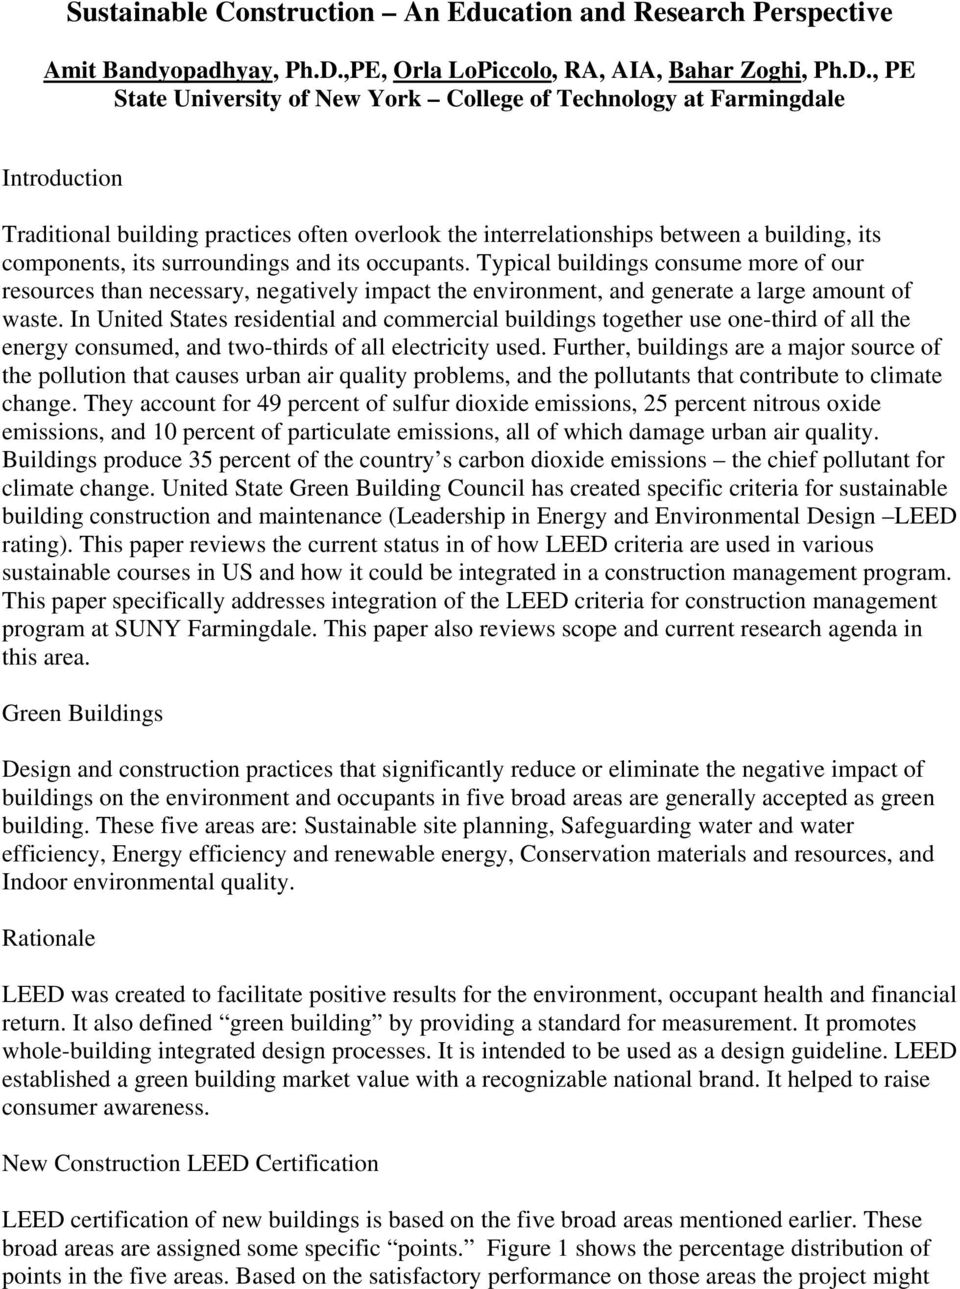 Sustainable Construction – An Education and Research Perspective
Amit Bandyopadhyay, Ph.D.,PE, Orla LoPiccolo, RA, AIA, Bahar Zoghi, Ph.D., PE
State University of New York – College of Technology at Farmingdale
Introduction
Traditional building practices often overlook the interrelationships between a building, its
components, its surroundings and its occupants. Typical buildings consume more of our
resources than necessary, negatively impact the environment, and generate a large amount of
waste. In United States residential and commercial buildings together use one-third of all the
energy consumed, and two-thirds of all electricity used. Further, buildings are a major source of
the pollution that causes urban air quality problems, and the pollutants that contribute to climate
change. They account for 49 percent of sulfur dioxide emissions, 25 percent nitrous oxide
emissions, and 10 percent of particulate emissions, all of which damage urban air quality.
Buildings produce 35 percent of the country’s carbon dioxide emissions – the chief pollutant for
climate change. United State Green Building Council has created specific criteria for sustainable
building construction and maintenance (Leadership in Energy and Environmental Design –LEED
rating). This paper reviews the current status in of how LEED criteria are used in various
sustainable courses in US and how it could be integrated in a construction management program.
This paper specifically addresses integration of the LEED criteria for construction management
program at SUNY Farmingdale. This paper also reviews scope and current research agenda in
this area.
Green Buildings
Design and construction practices that significantly reduce or eliminate the negative impact of
buildings on the environment and occupants in five broad areas are generally accepted as green
building. These five areas are: Sustainable site planning, Safeguarding water and water
efficiency, Energy efficiency and renewable energy, Conservation materials and resources, and
Indoor environmental quality.
Rationale
LEED was created to facilitate positive results for the environment, occupant health and financial
return. It also defined “green building” by providing a standard for measurement. It promotes
whole-building integrated design processes. It is intended to be used as a design guideline. LEED
established a green building market value with a recognizable national brand. It helped to raise
consumer awareness.
New Construction LEED Certification
LEED certification of new buildings is based on the five broad areas mentioned earlier. These
broad areas are assigned some specific “points.” Figure 1 shows the percentage distribution of
points in the five areas. Based on the satisfactory performance on those areas the project might